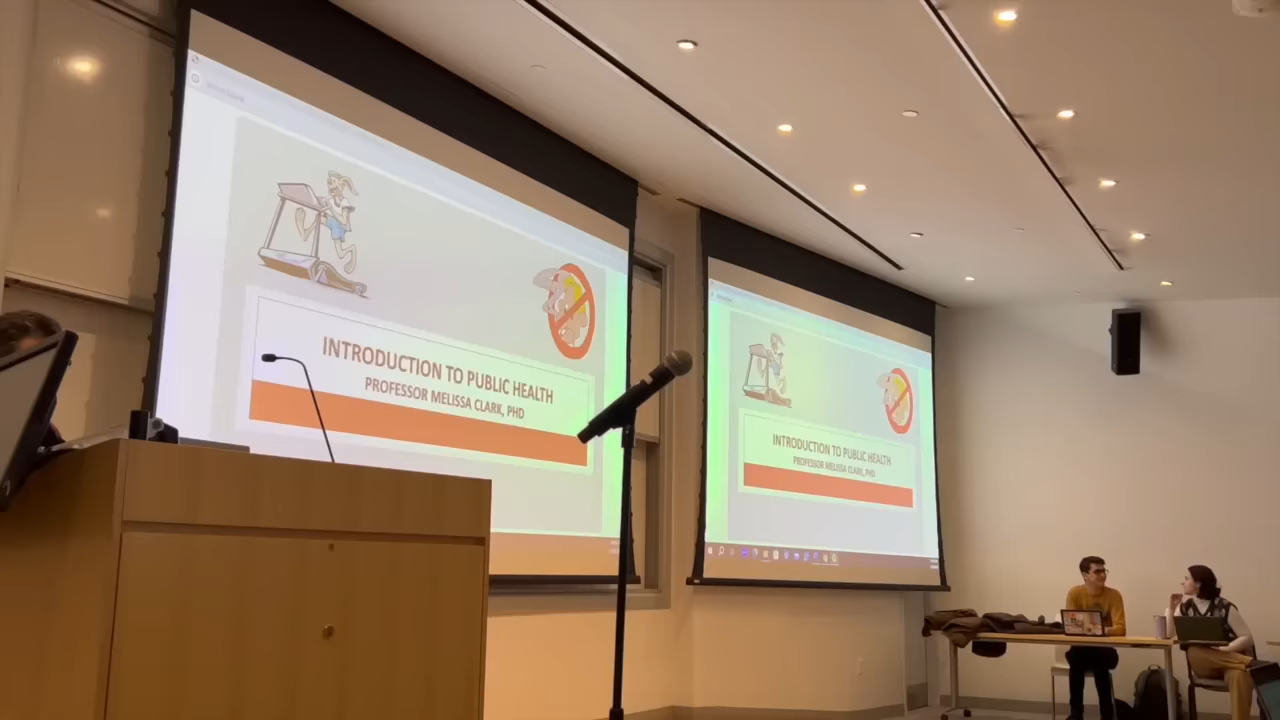 INTRODUCTION TO PUBLIC HEALTH
PROFESSOR MELISSA CLARK, PHD
INTRODUCTION TO PUBLIC HEALTH
PROFESSOR MELISSA CLARK, PHD